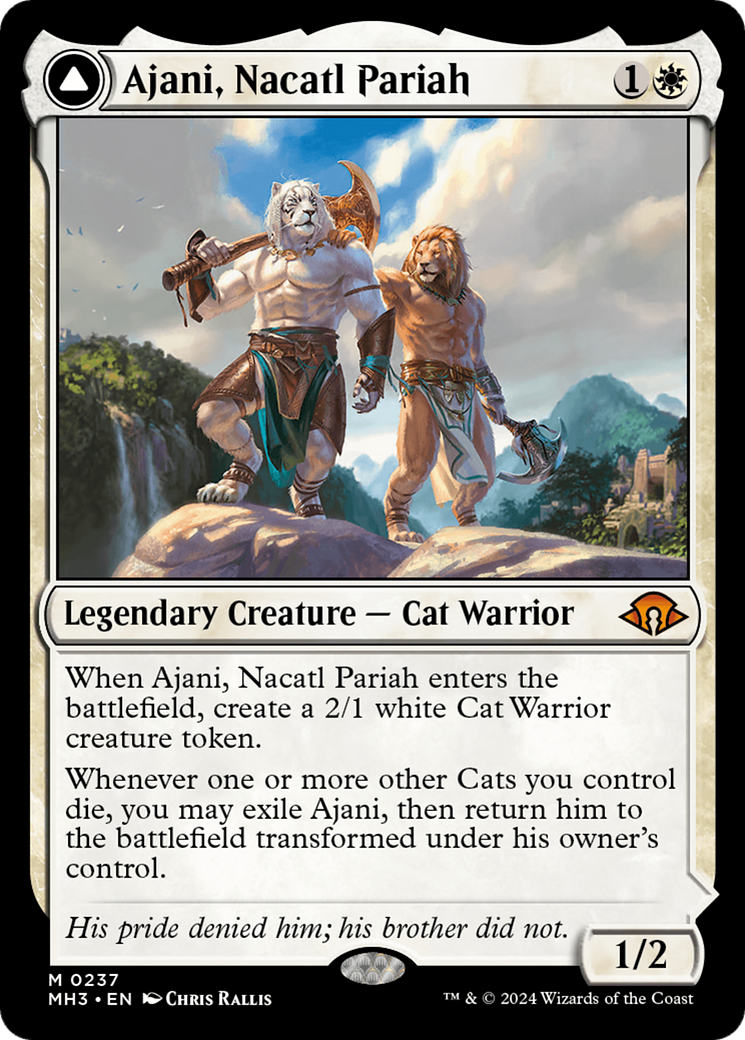 Ajani, Nacatl Pariah 1
Legendary Creature — Cat Warrior
When Ajani, Nacatl Pariah enters the
battlefield, create a 2/1 white Cat Warrior
creature token.
Whenever one or more other Cats you control
die, you may exile Ajani, then return him to
the battlefield transformed under his owner's
control.
His pride denied him; his brother did not.
1/2
M 0237
MH3 • EN Chris Rallis
™ & © 2024 Wizards of the Coast